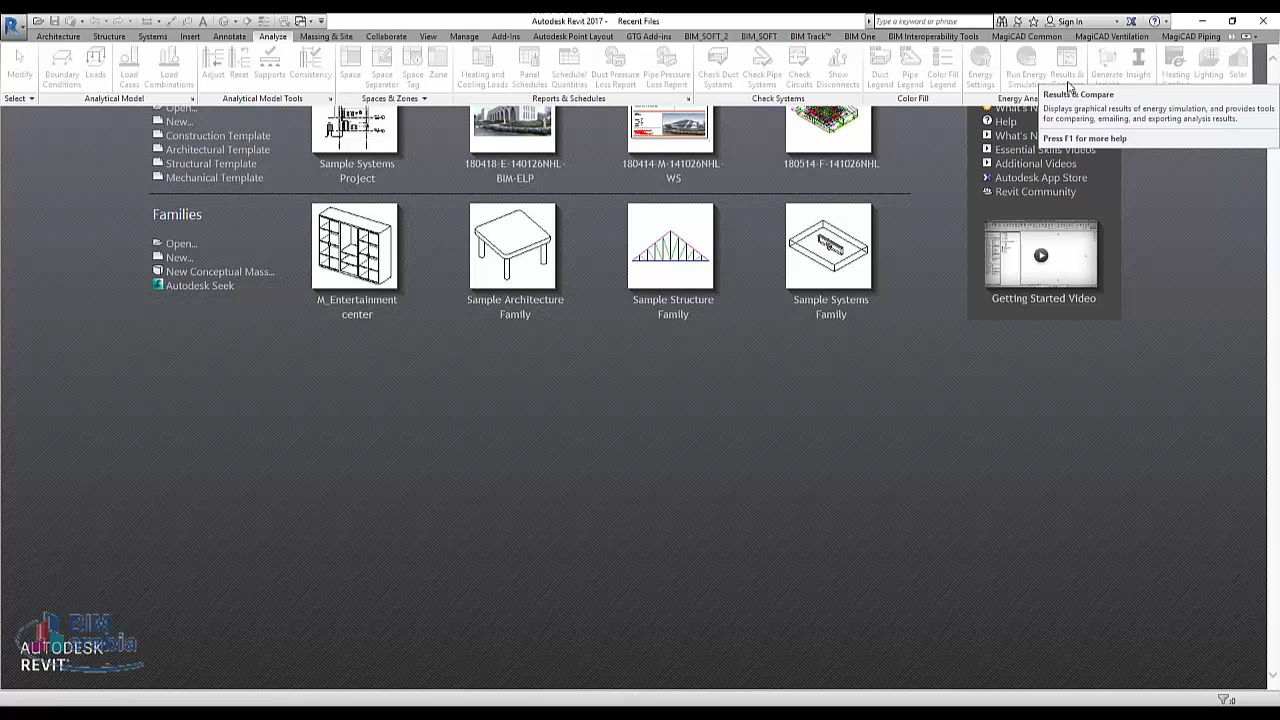 Autodesk Revit 2017 - Recent Files
Type a keyword or phrase
Sign In
Architecture Structure Systems Insert Annotate Analyze Massing & Site Collaborate View Manage Add-Ins Autodesk Point Layout GTG Add-ins BIM_SOFT_2 BIM_SOFT BIM Track™ BIM One BIM Interoperability Tools MagiCAD Common MagiCAD Ventilation MagiCAD Piping
Modify
Boundary Conditions
Loads
Load Cases
Load Combinations
Adjust
Reset
Supports
Consistency
Space
Space Separator
Space Tag
Zone
Heating and Cooling Loads
Panel Schedules
Schedule/ Quantities
Duct Pressure Loss Report
Pipe Pressure Loss Report
Check Duct Systems
Check Pipe Systems
Check Circuits
Show Disconnects
Duct Legend
Pipe Legend
Color Fill Legend
Energy Settings
Run Energy
Results &
Generate
Insight
Heating
Lighting
Solar
Select
Analytical Model
Analytical Model Tools
Spaces & Zones
Reports & Schedules
Check Systems
Color Fill
Results & Compare
Displays graphical results of energy simulation, and provides tools
for comparing, emailing, and exporting analysis results.
Press F1 for more help
Open...
New...
Construction Template
Architectural Template
Structural Template
Mechanical Template
Sample Systems
Project
180418-E-140126NHL-
BIM-ELP
180414-M-141026NHL-
WS
180514-F-141026NHL
Help
Essential Skills Videos
Additional Videos
Autodesk App Store
Revit Community
Getting Started Video
Families
Open...
New...
New Conceptual Mass...
Autodesk Seek
M_Entertainment
center
Sample Architecture
Family
Sample Structure
Family
Sample Systems
Family
BIM
AUTODESK
REVIT
:0